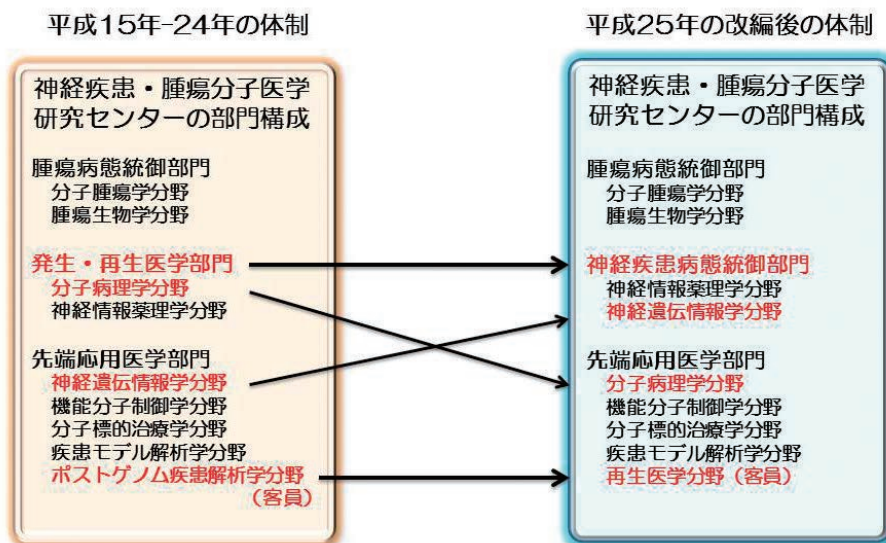 平成15年-24年の体制
神経疾患・腫瘍分子医学
研究センターの部門構成
腫瘍病態統御部門
分子腫瘍学分野
腫瘍生物学分野
発生・再生医学部門
分子病理学分野
神経情報薬理学分野
先端応用医学部門
神経遺伝情報学分野
機能分子制御学分野
分子標的治療学分野
疾患モデル解析学分野
ポストゲノム疾患解析学分野
(客員)
平成25年の改編後の体制
神経疾患・腫瘍分子医学
研究センターの部門構成
腫瘍病態統御部門
分子腫瘍学分野
腫瘍生物学分野
神経疾患病態統御部門
神経情報薬理学分野
神経遺伝情報学分野
先端応用医学部門
分子病理学分野
機能分子制御学分野
分子標的治療学分野
疾患モデル解析学分野
再生医学分野(客員)